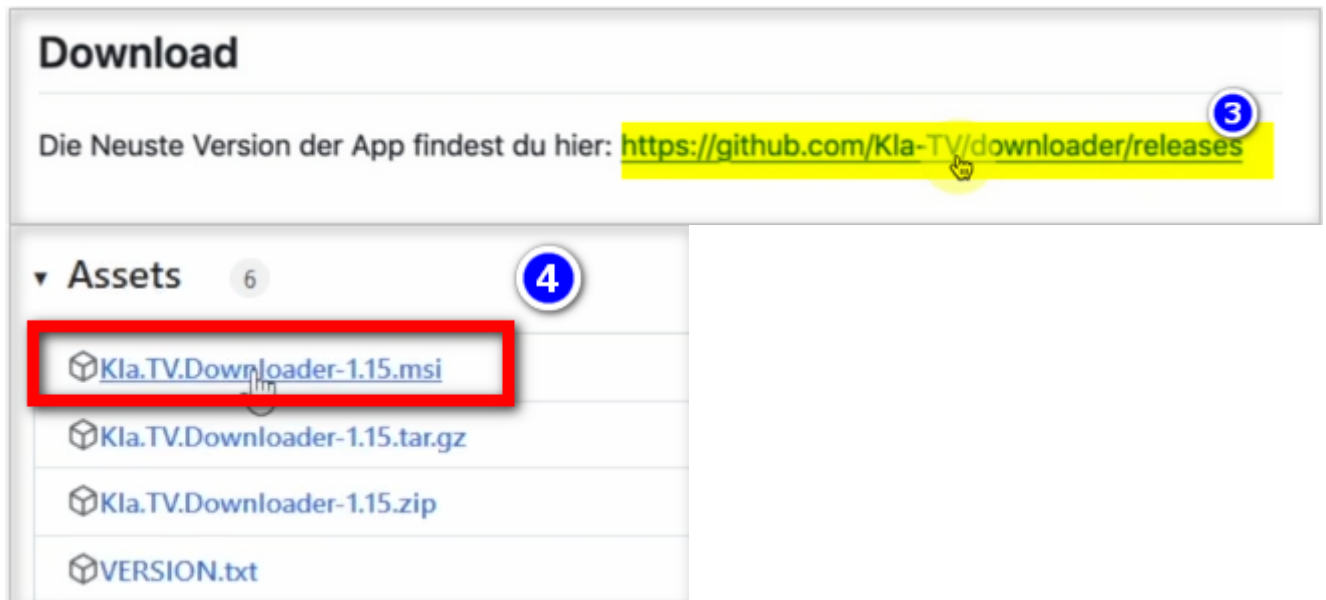 Download
Die Neuste Version der App findest du hier: https://github.com/Kla-TV/downloader/releases
3
Assets 6
4
Kla.TV.Downloader-1.15.msi
Kla.TV.Downloader-1.15.tar.gz
Kla.TV.Downloader-1.15.zip
VERSION.txt